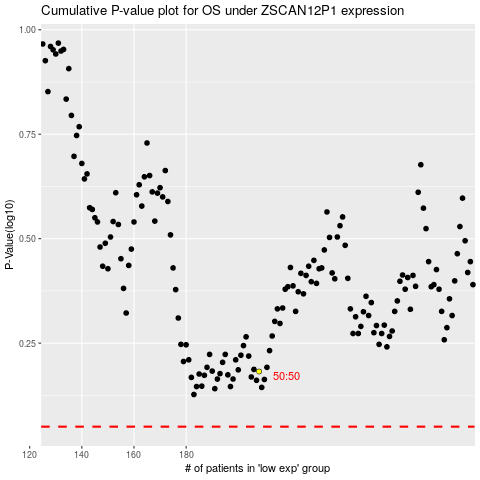 Cumulative P-value plot for OS under ZSCAN12P1 expression
1.00
0.75
0.50
0.25
P-Value(log10)
50:50
120 140 160 180
# of patients in 'low exp' group